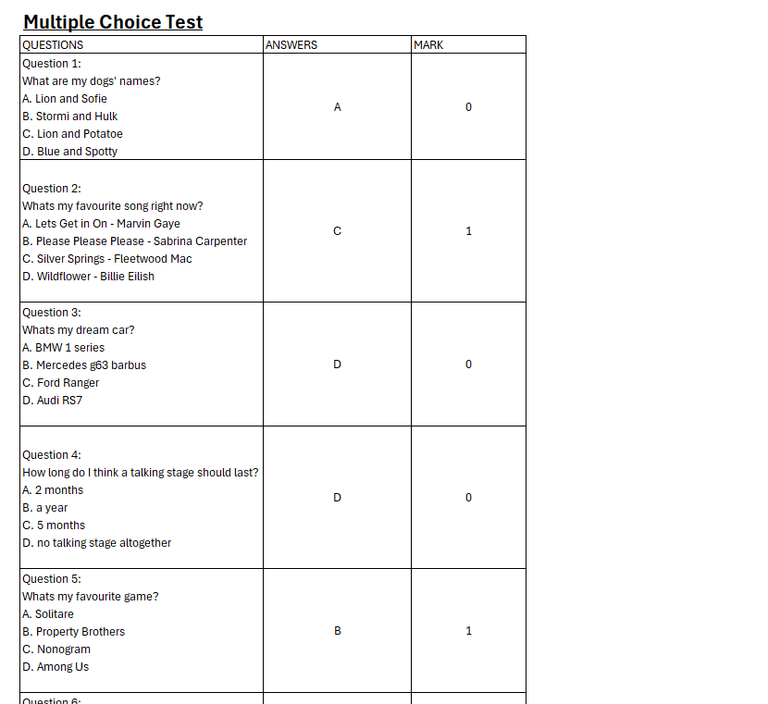 Multiple Choice Test
QUESTIONS ANSWERS MARK
Question 1:
What are my dogs' names?
A. Lion and Sofie
B. Stormi and Hulk
C. Lion and Potatoe
D. Blue and Spotty
A 0
Question 2:
Whats my favourite song right now?
A. Lets Get in On - Marvin Gaye
B. Please Please Please - Sabrina Carpenter
C. Silver Springs - Fleetwood Mac
D. Wildflower - Billie Eilish
C 1
Question 3:
Whats my dream car?
A. BMW 1 series
B. Mercedes g63 barbus
C. Ford Ranger
D. Audi RS7
D 0
Question 4:
How long do I think a talking stage should last?
A. 2 months
B. a year
C. 5 months
D. no talking stage altogether
D 0
Question 5:
Whats my favourite game?
A. Solitare
B. Property Brothers
C. Nonogram
D. Among Us
B 1
Question 6: